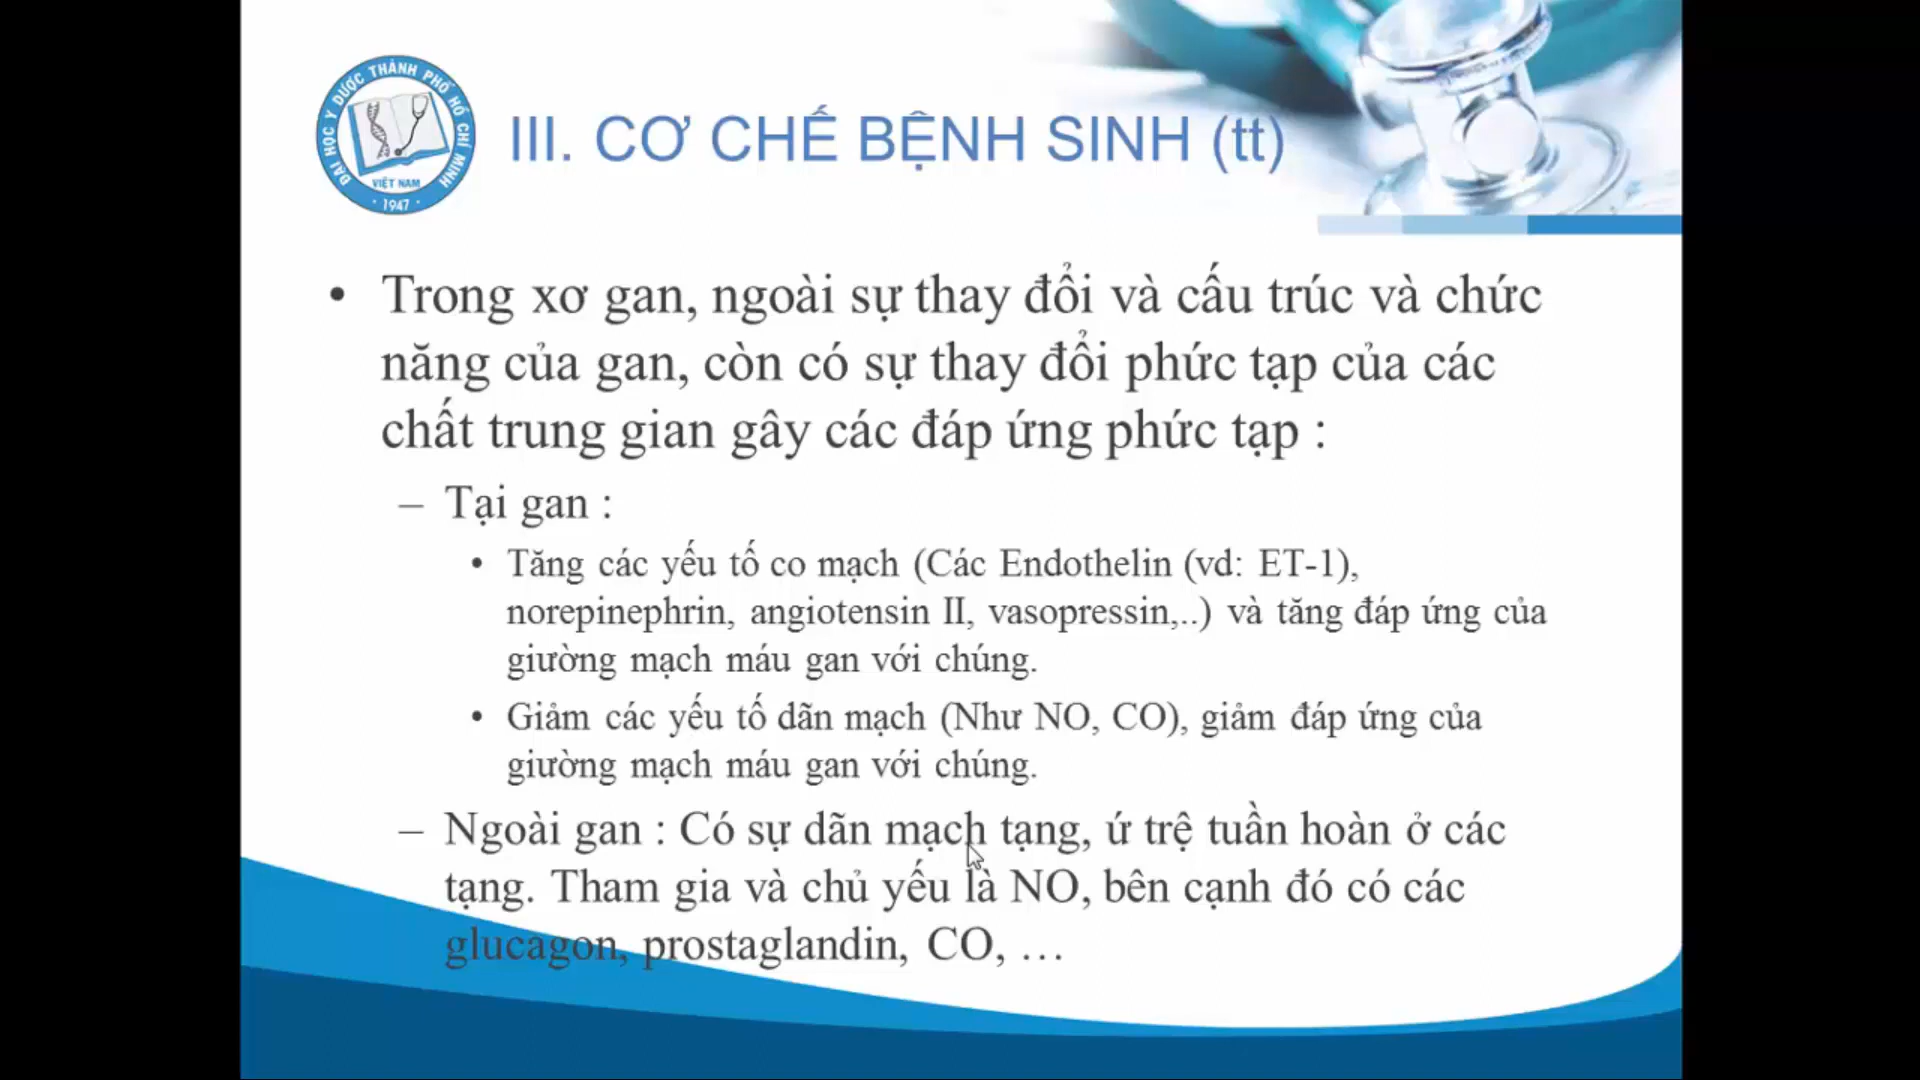 ĐẠI HỌC Y DƯỢC THÀNH PHỐ HỒ CHÍ MINH
VIỆT NAM
· 1947 ·
III. CƠ CHẾ BỆNH SINH (tt)
• Trong xơ gan, ngoài sự thay đổi và cấu trúc và chức
năng của gan, còn có sự thay đổi phức tạp của các
chất trung gian gây các đáp ứng phức tạp :
– Tại gan :
• Tăng các yếu tố co mạch (Các Endothelin (vd: ET-1),
norepinephrin, angiotensin II, vasopressin,..) và tăng đáp ứng của
giường mạch máu gan với chúng.
• Giảm các yếu tố dãn mạch (Như NO, CO), giảm đáp ứng của
giường mạch máu gan với chúng.
– Ngoài gan : Có sự dãn mạch tạng, ứ trệ tuần hoàn ở các
tạng. Tham gia và chủ yếu là NO, bên cạnh đó có các
glucagon, prostaglandin, CO, …